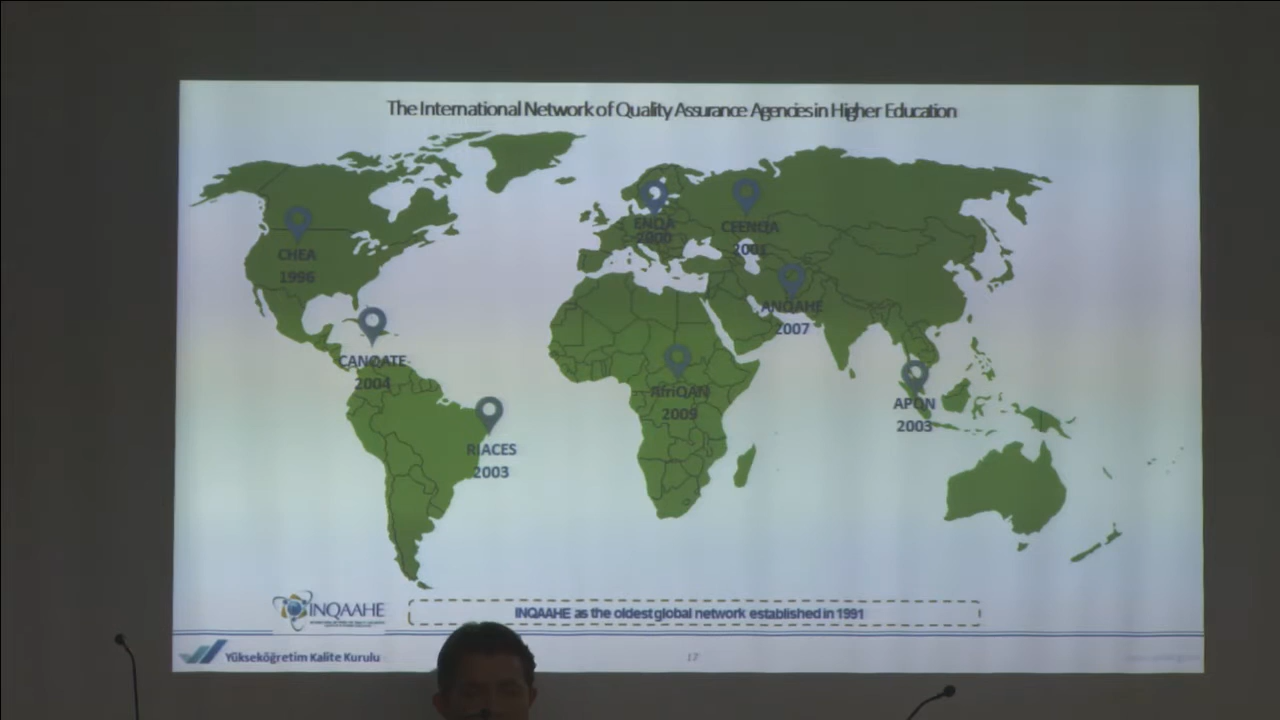 The International Network of Quality Assurance Agencies in Higher Education
ENQA
2000
CEENQA
2001
CHEA
1996
ANQAHE
2007
CANQATE
2004
AfriQAN
2009
APQN
2003
RIACES
2003
INQAAHE
INQAAHE as the oldest global network established in 1991
Yükseköğretim Kalite Kurulu
17